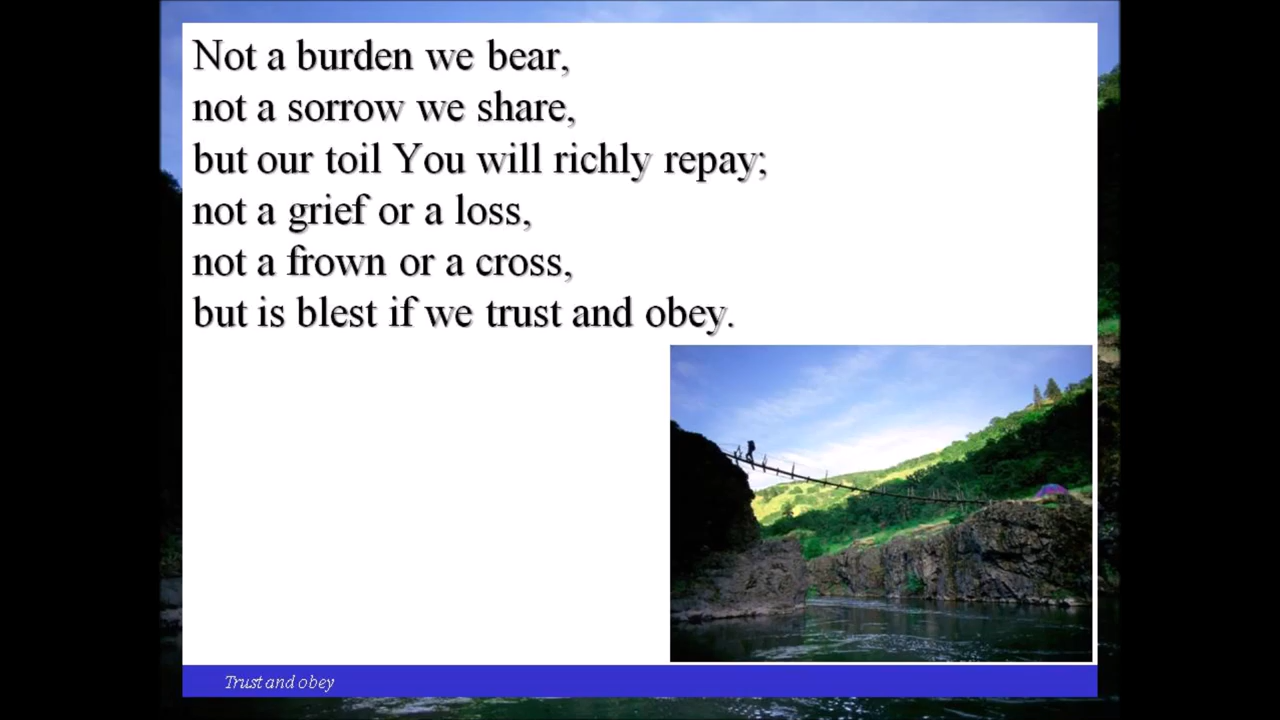 Not a burden we bear,
not a sorrow we share,
but our toil You will richly repay;
not a grief or a loss,
not a frown or a cross,
but is blest if we trust and obey.
Trust and obey